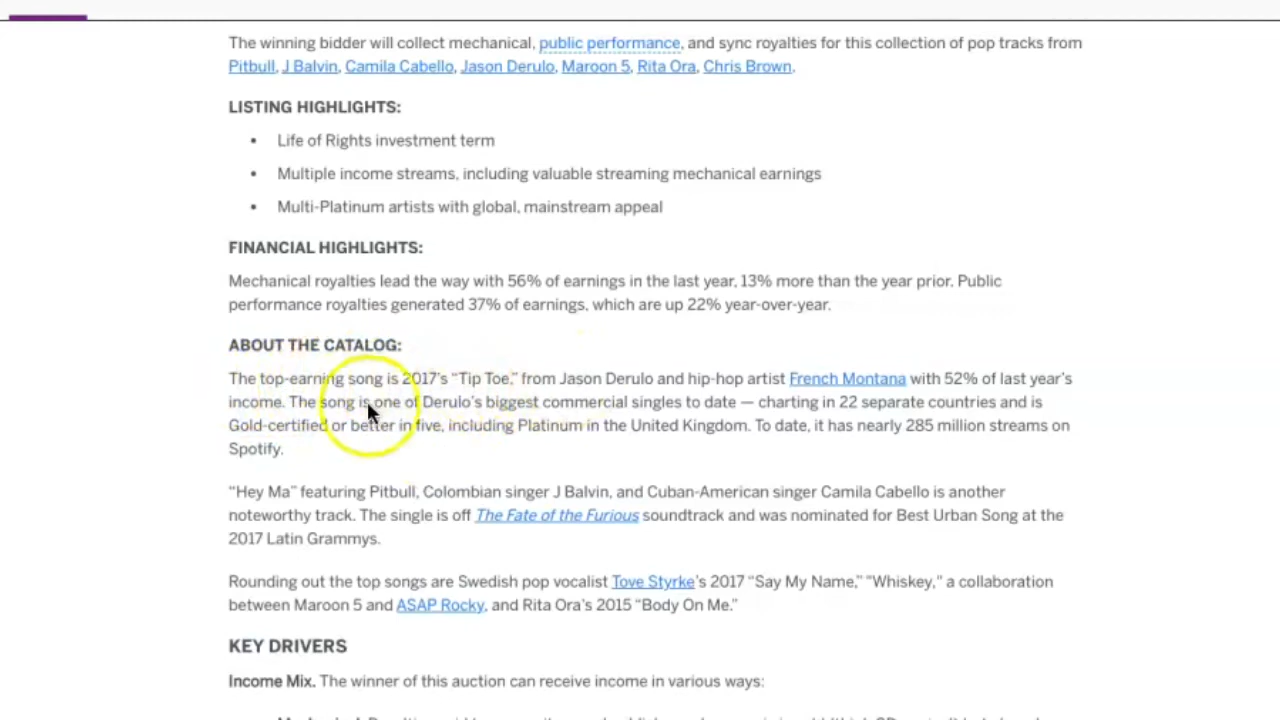 The winning bidder will collect mechanical, public performance, and sync royalties for this collection of pop tracks from
Pitbull, J Balvin, Camila Cabello, Jason Derulo, Maroon 5, Rita Ora, Chris Brown.
LISTING HIGHLIGHTS:
• Life of Rights investment term
• Multiple income streams, including valuable streaming mechanical earnings
• Multi-Platinum artists with global, mainstream appeal
FINANCIAL HIGHLIGHTS:
Mechanical royalties lead the way with 56% of earnings in the last year, 13% more than the year prior. Public
performance royalties generated 37% of earnings, which are up 22% year-over-year.
ABOUT THE CATALOG:
The top-earning song is 2017's “Tip Toe,” from Jason Derulo and hip-hop artist French Montana with 52% of last year's
income. The song is one of Derulo's biggest commercial singles to date — charting in 22 separate countries and is
Gold-certified or better in five, including Platinum in the United Kingdom. To date, it has nearly 285 million streams on
Spotify.
“Hey Ma” featuring Pitbull, Colombian singer J Balvin, and Cuban-American singer Camila Cabello is another
noteworthy track. The single is off The Fate of the Furious soundtrack and was nominated for Best Urban Song at the
2017 Latin Grammys.
Rounding out the top songs are Swedish pop vocalist Tove Styrke's 2017 “Say My Name,” “Whiskey,” a collaboration
between Maroon 5 and ASAP Rocky, and Rita Ora's 2015 “Body On Me.”
KEY DRIVERS
Income Mix. The winner of this auction can receive income in various ways: